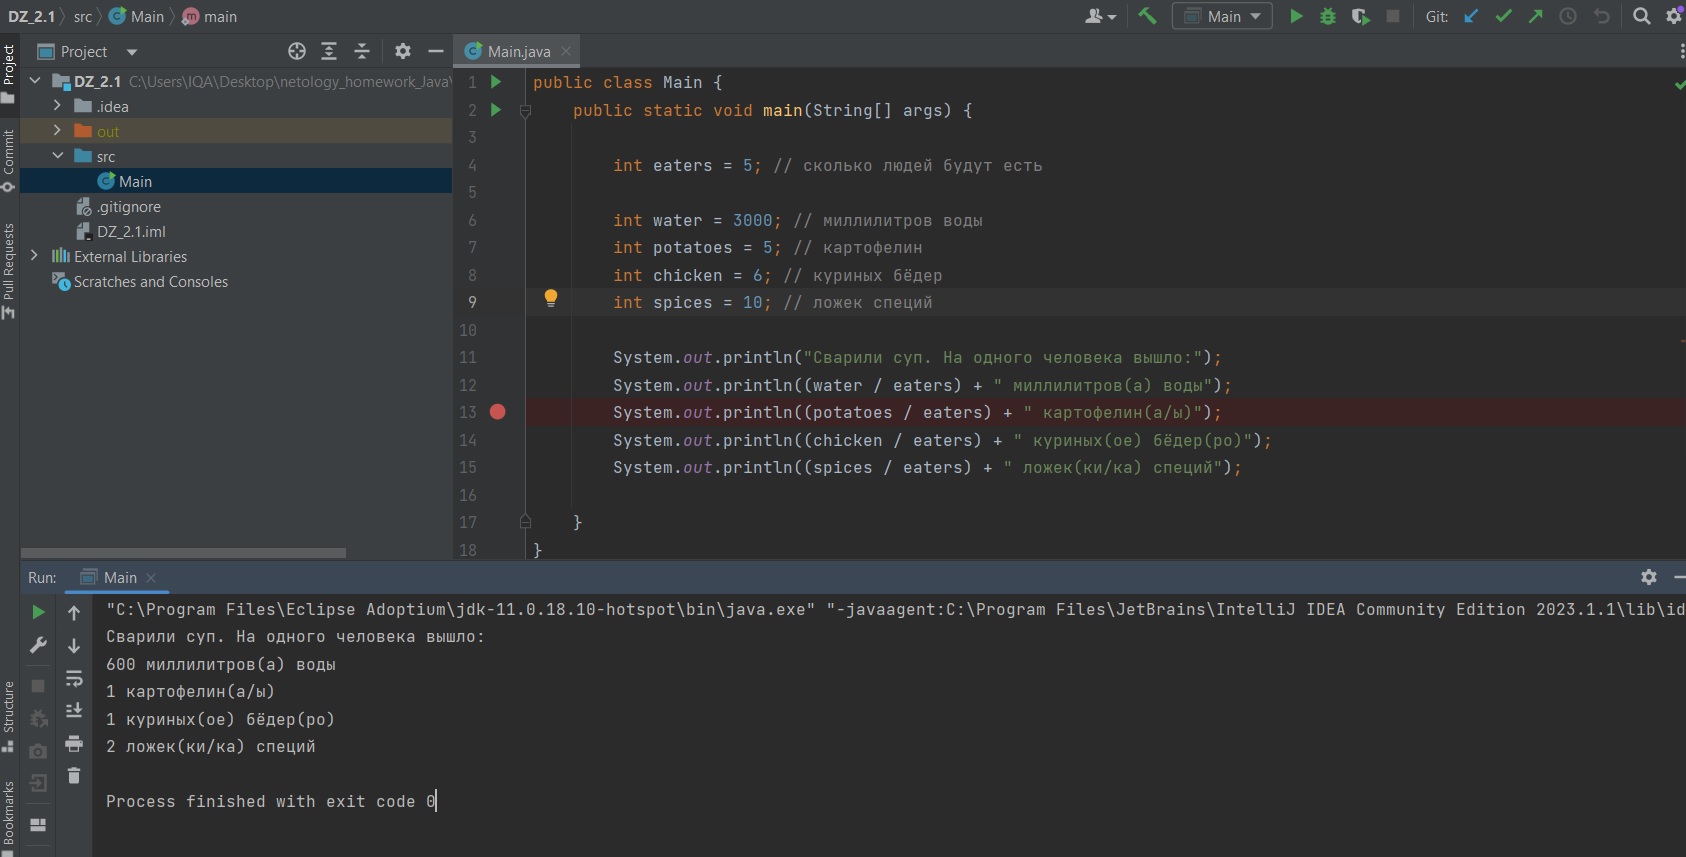 DZ_2.1 src Main main
Main Git:
Project
Main.java
DZ_2.1 C:\Users\IQA\Desktop\netology_homework_Java\
.idea
out
src
Main
.gitignore
DZ_2.1.iml
External Libraries
Scratches and Consoles
Project
Commit
Pull Requests
Structure
Bookmarks
1 public class Main {
2 public static void main(String[] args) {
3
4 int eaters = 5; // сколько людей будут есть
5
6 int water = 3000; // миллилитров воды
7 int potatoes = 5; // картофелин
8 int chicken = 6; // куриных бёдер
9 int spices = 10; // ложек специй
10
11 System.out.println("Сварили суп. На одного человека вышло:");
12 System.out.println((water / eaters) + " миллилитров(а) воды");
13 System.out.println((potatoes / eaters) + " картофелин(а/ы)");
14 System.out.println((chicken / eaters) + " куриных(ое) бёдер(ро)");
15 System.out.println((spices / eaters) + " ложек(ки/ка) специй");
16
17 }
18 }
Run: Main
"C:\Program Files\Eclipse Adoptium\jdk-11.0.18.10-hotspot\bin\java.exe" "-javaagent:C:\Program Files\JetBrains\IntelliJ IDEA Community Edition 2023.1.1\lib\id
Сварили суп. На одного человека вышло:
600 миллилитров(а) воды
1 картофелин(а/ы)
1 куриных(ое) бёдер(ро)
2 ложек(ки/ка) специй
Process finished with exit code 0